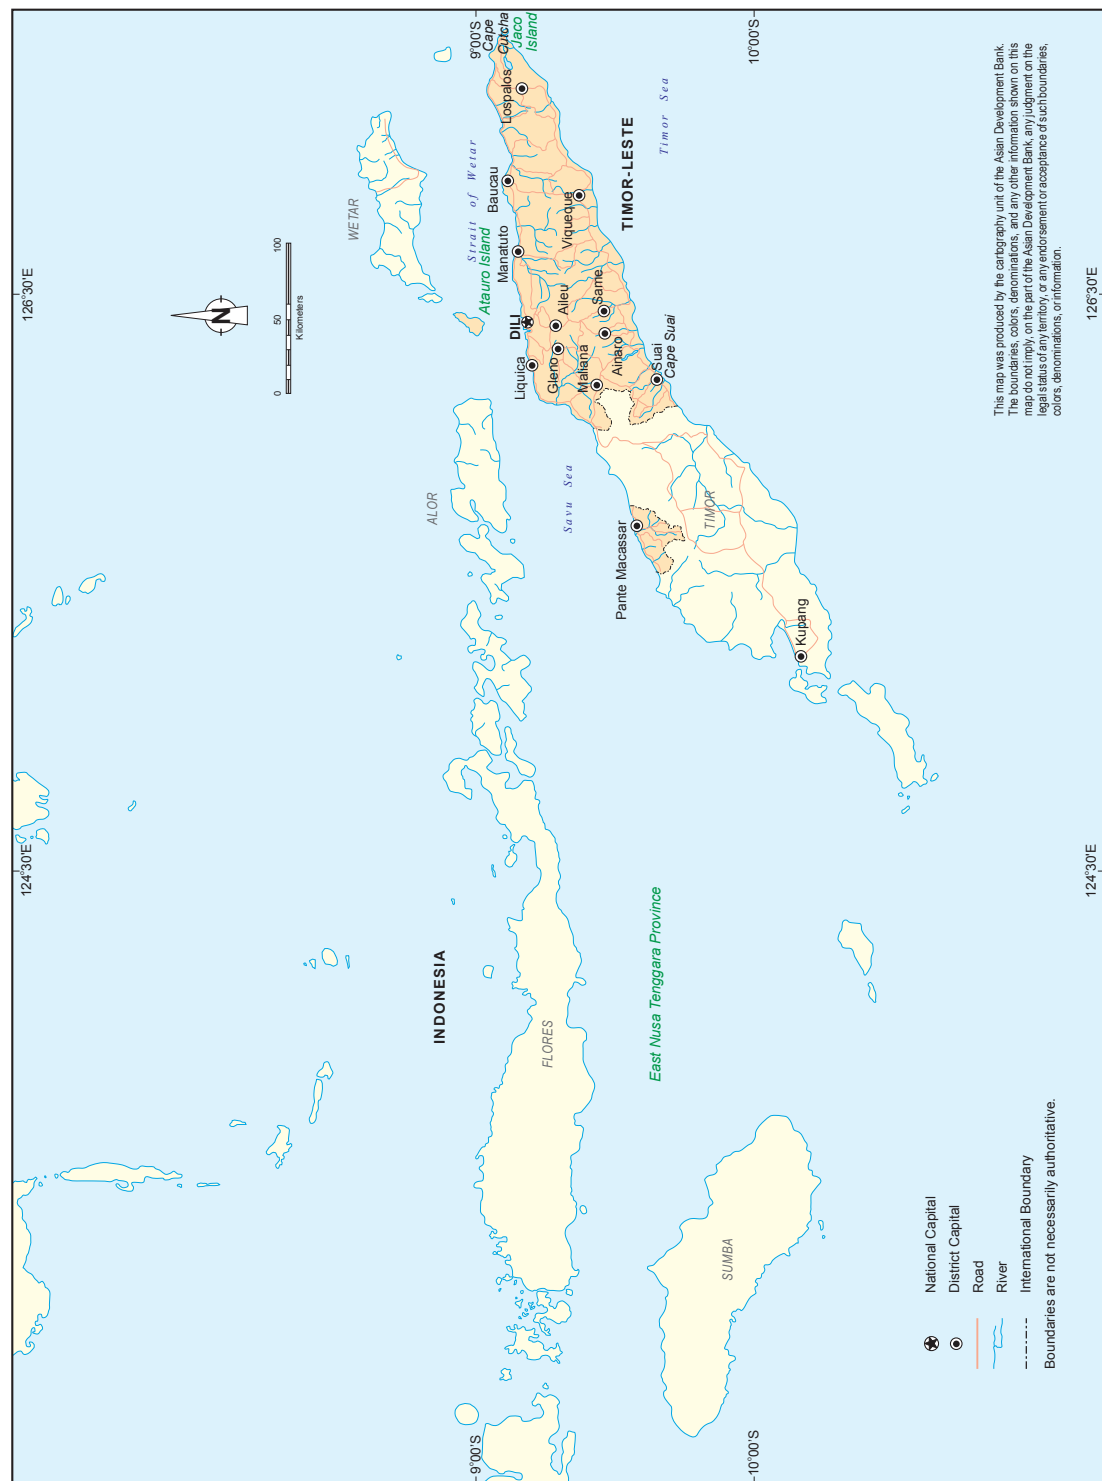 124°30'E
126°30'E
9°00'S
10°00'S
9°00'S
10°00'S
124°30'E
126°30'E
N
0
50
100
Kilometers
WETAR
ALOR
INDONESIA
FLORES
SUMBA
East Nusa Tenggara Province
Savu Sea
Strait of Wetar
Timor Sea
Atauro Island
Cape
Cutcha
Jaco
Island
Lospalos
Baucau
Manatuto
Viqueque
DILI
Aileu
Same
Liquica
Gleno
Maliana
Ainaro
Suai
Cape Suai
TIMOR-LESTE
Pante Macassar
TIMOR
Kupang
National Capital
District Capital
Road
River
International Boundary
Boundaries are not necessarily authoritative.
This map was produced by the cartography unit of the Asian Development Bank.
The boundaries, colors, denominations, and any other information shown on this
map do not imply, on the part of the Asian Development Bank, any judgment on the
legal status of any territory, or any endorsement or acceptance of such boundaries,
colors, denominations, or information.